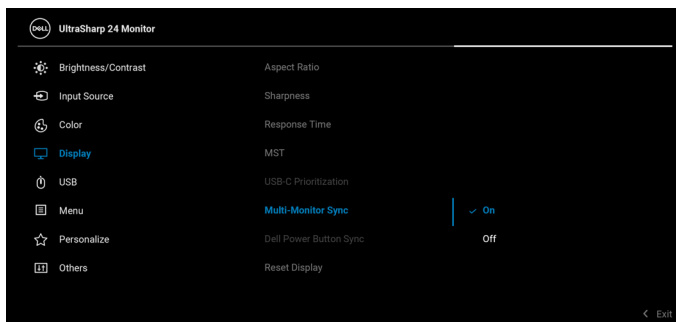 DELL UltraSharp 24 Monitor
Brightness/Contrast Aspect Ratio
Input Source Sharpness
Color Response Time
Display MST
USB USB-C Prioritization
Menu Multi-Monitor Sync On
Personalize Dell Power Button Sync Off
Others Reset Display
Exit